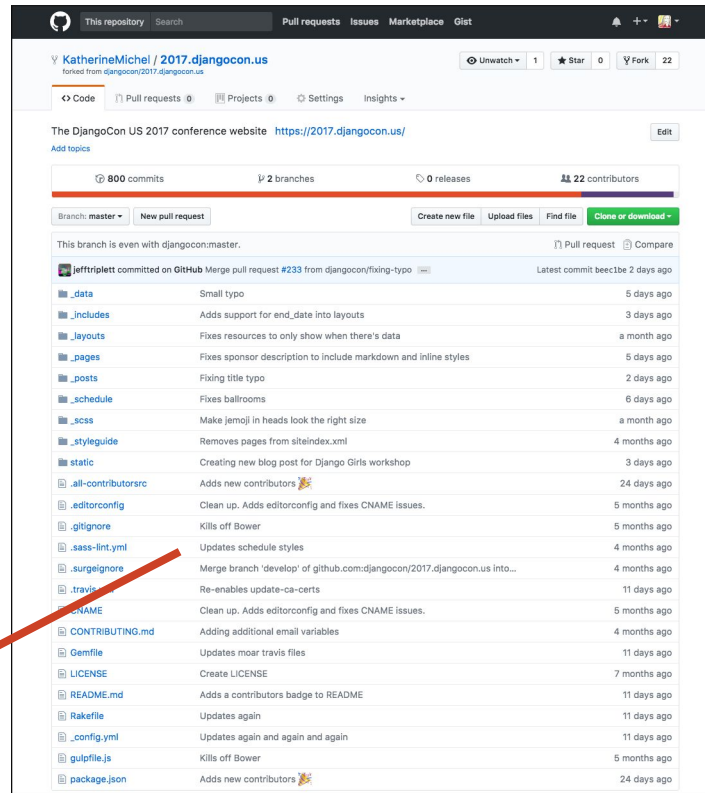 This repository Search Pull requests Issues Marketplace Gist
KatherineMichel / 2017.djangocon.us Unwatch 1 Star 0 Fork 22
forked from djangocon/2017.djangocon.us
Code Pull requests 0 Projects 0 Settings Insights
The DjangoCon US 2017 conference website https://2017.djangocon.us/ Edit
Add topics
800 commits 2 branches 0 releases 22 contributors
Branch: master New pull request Create new file Upload files Find file Clone or download
This branch is even with djangocon:master. Pull request Compare
jefftriplett committed on GitHub Merge pull request #233 from djangocon/fixing-typo ... Latest commit beec1be 2 days ago
_data Small typo 5 days ago
_includes Adds support for end_date into layouts 3 days ago
_layouts Fixes resources to only show when there's data a month ago
_pages Fixes sponsor description to include markdown and inline styles 5 days ago
_posts Fixing title typo 2 days ago
_schedule Fixes ballrooms 6 days ago
_scss Make jemoji in heads look the right size a month ago
_styleguide Removes pages from siteindex.xml 4 months ago
static Creating new blog post for Django Girls workshop 3 days ago
.all-contributorsrc Adds new contributors 🎉 24 days ago
.editorconfig Clean up. Adds editorconfig and fixes CNAME issues. 5 months ago
.gitignore Kills off Bower 5 months ago
.sass-lint.yml Updates schedule styles 4 months ago
.surgeignore Merge branch 'develop' of github.com:djangocon/2017.djangocon.us into... 4 months ago
Re-enables update-ca-certs 11 days ago
CNAME Clean up. Adds editorconfig and fixes CNAME issues. 5 months ago
CONTRIBUTING.md Adding additional email variables 4 months ago
Gemfile Updates moar travis files 11 days ago
LICENSE Create LICENSE 7 months ago
README.md Adds a contributors badge to README 11 days ago
Rakefile Updates again 11 days ago
_config.yml Updates again and again and again 11 days ago
gulpfile.js Kills off Bower 5 months ago
package.json Adds new contributors 🎉 24 days ago